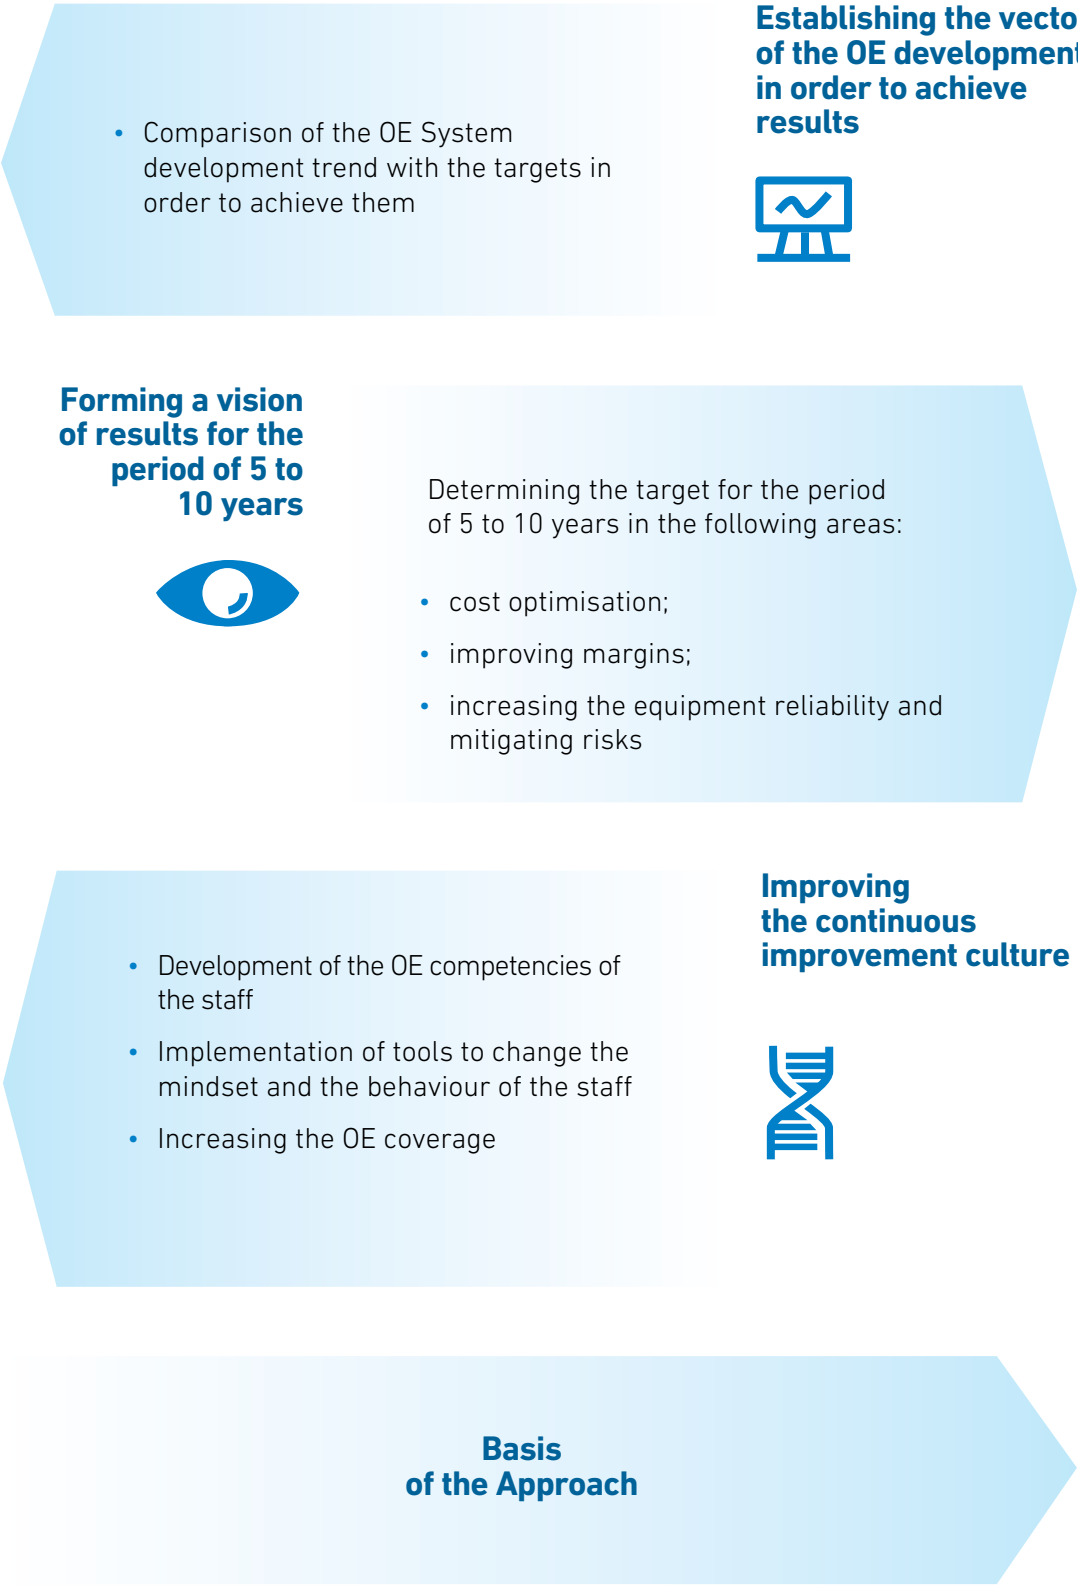 Establishing the vecto
of the OE development
in order to achieve
results
• Comparison of the OE System
development trend with the targets in
order to achieve them
Forming a vision
of results for the
period of 5 to
10 years
Determining the target for the period
of 5 to 10 years in the following areas:
• cost optimisation;
• improving margins;
• increasing the equipment reliability and
mitigating risks
Improving
the continuous
improvement culture
• Development of the OE competencies of
the staff
• Implementation of tools to change the
mindset and the behaviour of the staff
• Increasing the OE coverage
Basis
of the Approach